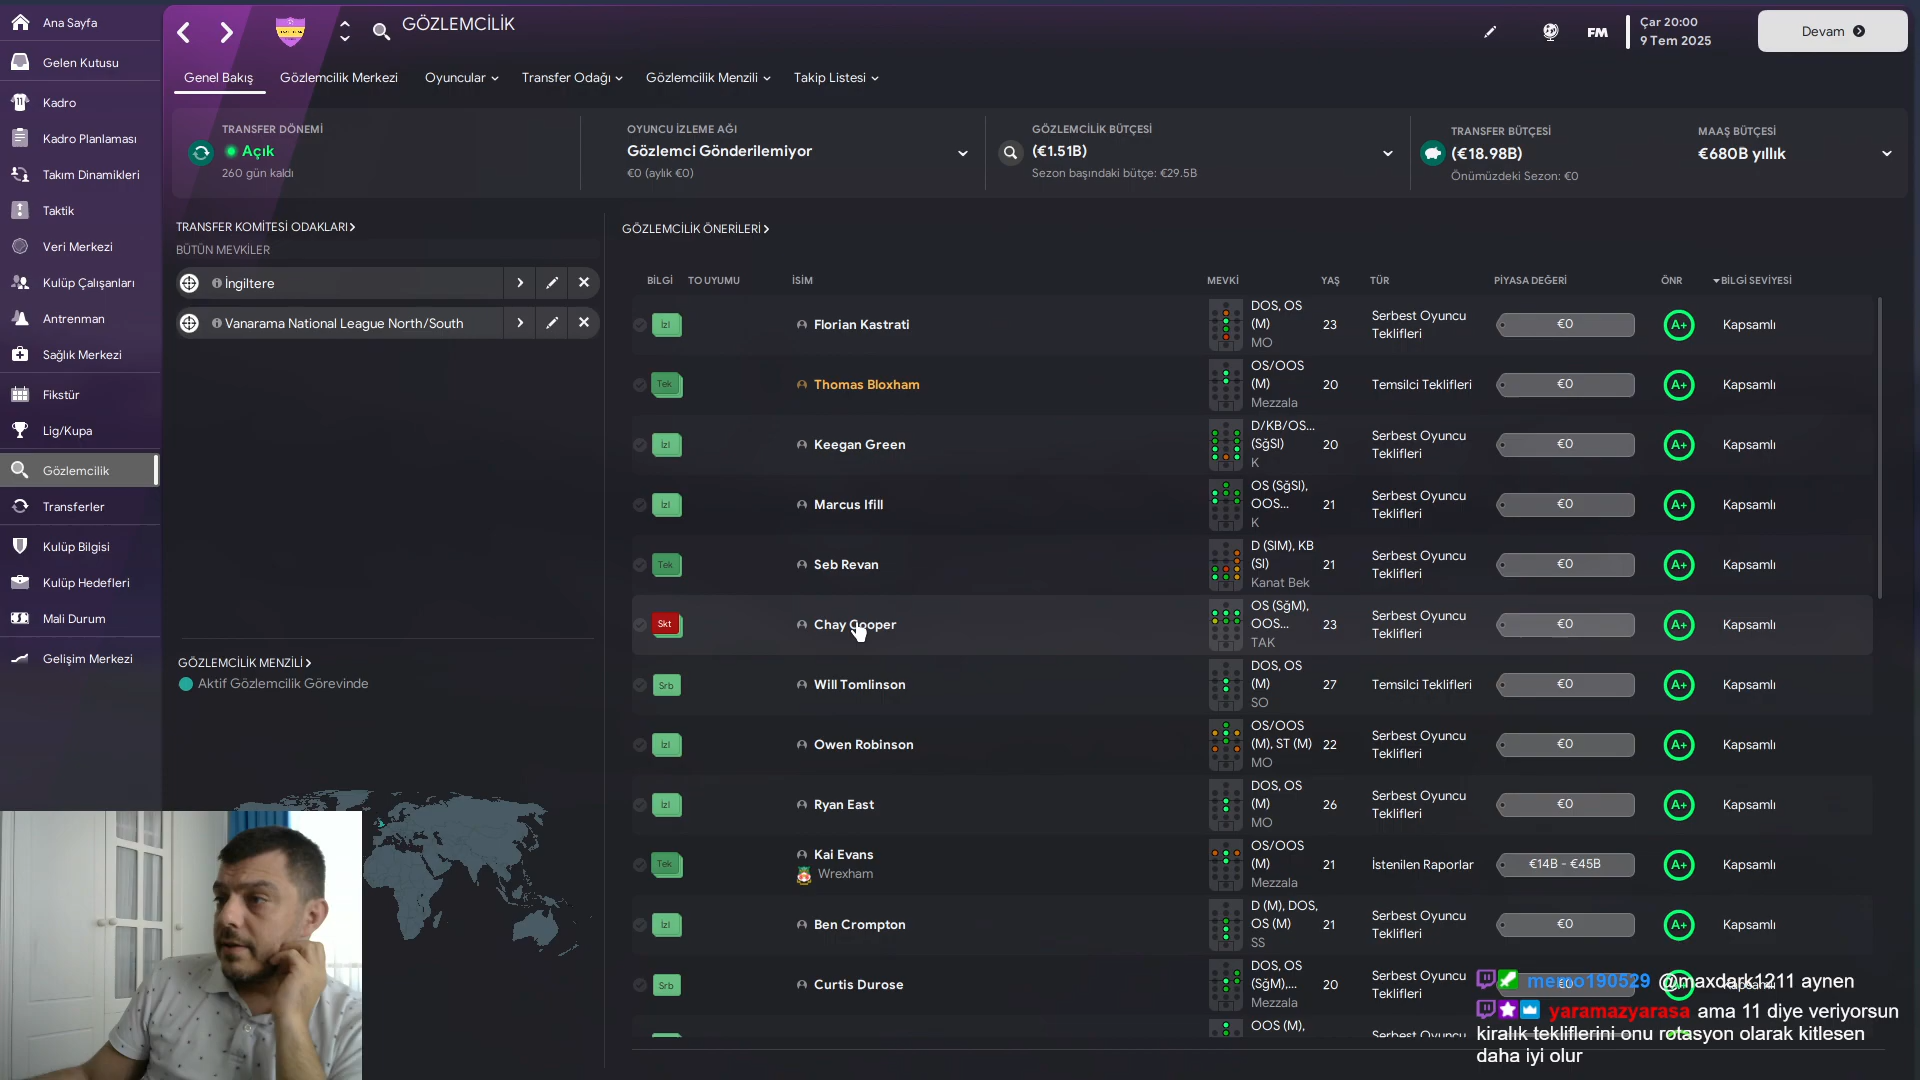 Ana Sayfa
Gelen Kutusu
Kadro
Kadro Planlaması
Takım Dinamikleri
Taktik
Veri Merkezi
Kulüp Çalışanları
Antrenman
Sağlık Merkezi
Fikstür
Lig/Kupa
Gözlemcilik
Transferler
Kulüp Bilgisi
Kulüp Hedefleri
Mali Durum
Gelişim Merkezi
GÖZLEMCİLİK
FM
Çar 20:00
9 Tem 2025
Devam
Genel Bakış
Gözlemcilik Merkezi
Oyuncular
Transfer Odağı
Gözlemcilik Menzili
Takip Listesi
TRANSFER DÖNEMİ
Açık
260 gün kaldı
OYUNCU İZLEME AĞI
Gözlemci Gönderilemiyor
€0 (aylık €0)
GÖZLEMCİLİK BÜTÇESİ
(€1.51B)
Sezon başındaki bütçe: €29.5B
TRANSFER BÜTÇESİ
(€18.98B)
Önümüzdeki Sezon: €0
MAAŞ BÜTÇESİ
€680B yıllık
TRANSFER KOMİTESİ ODAKLARI
BÜTÜN MEVKİLER
İngiltere
Vanarama National League North/South
GÖZLEMCİLİK MENZİLİ
Aktif Gözlemcilik Görevinde
GÖZLEMCİLİK ÖNERİLERİ
BİLGİ TO UYUMU İSİM MEVKİ YAŞ TÜR PİYASA DEĞERİ ÖNR BİLGİ SEVİYESİ
İzl Florian Kastrati DOS, OS (M) MO 23 Serbest Oyuncu Teklifleri €0 A+ Kapsamlı
Tek Thomas Bloxham OS/OOS (M) Mezzala 20 Temsilci Teklifleri €0 A+ Kapsamlı
İzl Keegan Green D/KB/OS... (SğSl) K 20 Serbest Oyuncu Teklifleri €0 A+ Kapsamlı
İzl Marcus Ifill OS (SğSl), OOS... K 21 Serbest Oyuncu Teklifleri €0 A+ Kapsamlı
Tek Seb Revan D (SlM), KB (Sl) Kanat Bek 21 Serbest Oyuncu Teklifleri €0 A+ Kapsamlı
Skt Chay Cooper OS (SğM), OOS... TAK 23 Serbest Oyuncu Teklifleri €0 A+ Kapsamlı
Srb Will Tomlinson DOS, OS (M) SO 27 Temsilci Teklifleri €0 A+ Kapsamlı
İzl Owen Robinson OS/OOS (M), ST (M) MO 22 Serbest Oyuncu Teklifleri €0 A+ Kapsamlı
İzl Ryan East DOS, OS (M) MO 26 Serbest Oyuncu Teklifleri €0 A+ Kapsamlı
Tek Kai Evans Wrexham OS/OOS (M) Mezzala 21 İstenilen Raporlar €14B - €45B A+ Kapsamlı
İzl Ben Crompton D (M), DOS, OS (M) SS 21 Serbest Oyuncu Teklifleri €0 A+ Kapsamlı
Srb Curtis Durose DOS, OS (SğM),... Mezzala 20 Serbest Oyuncu Teklifleri
OOS (M), Serbest Oyuncu
memo190529 @maxdark1211 aynen
yaramazyarasa ama 11 diye veriyorsun
kiralık tekliflerini onu rotasyon olarak kitlesen
daha iyi olur